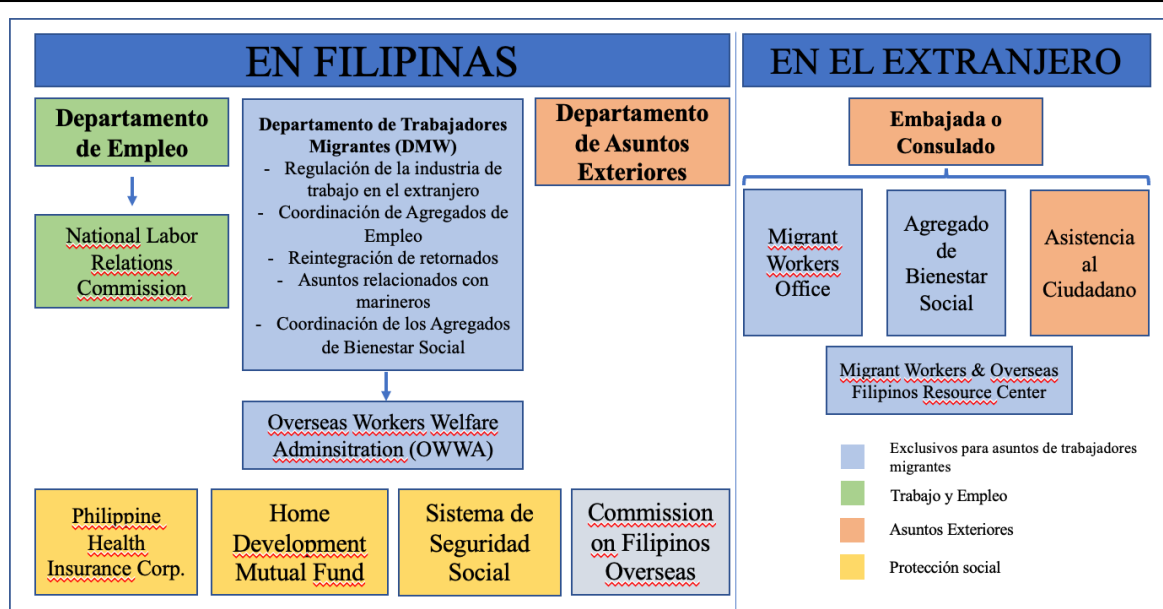 EN FILIPINAS
Departamento
de Empleo
National Labor
Relations
Commission
Departamento de Trabajadores
Migrantes (DMW)
- Regulación de la industria de
trabajo en el extranjero
- Coordinación de Agregados de
Empleo
- Reintegración de retornados
- Asuntos relacionados con
marineros
- Coordinación de los Agregados
de Bienestar Social
Overseas Workers Welfare
Adminsitration (OWWA)
Departamento
de Asuntos
Exteriores
Philippine
Health
Insurance Corp.
Home
Development
Mutual Fund
Sistema de
Seguridad
Social
Commission
on Filipinos
Overseas
EN EL EXTRANJERO
Embajada o
Consulado
Migrant
Workers
Office
Agregado
de
Bienestar
Social
Asistencia
al
Ciudadano
Migrant Workers & Overseas
Filipinos Resource Center
Exclusivos para asuntos de trabajadores
migrantes
Trabajo y Empleo
Asuntos Exteriores
Protección social